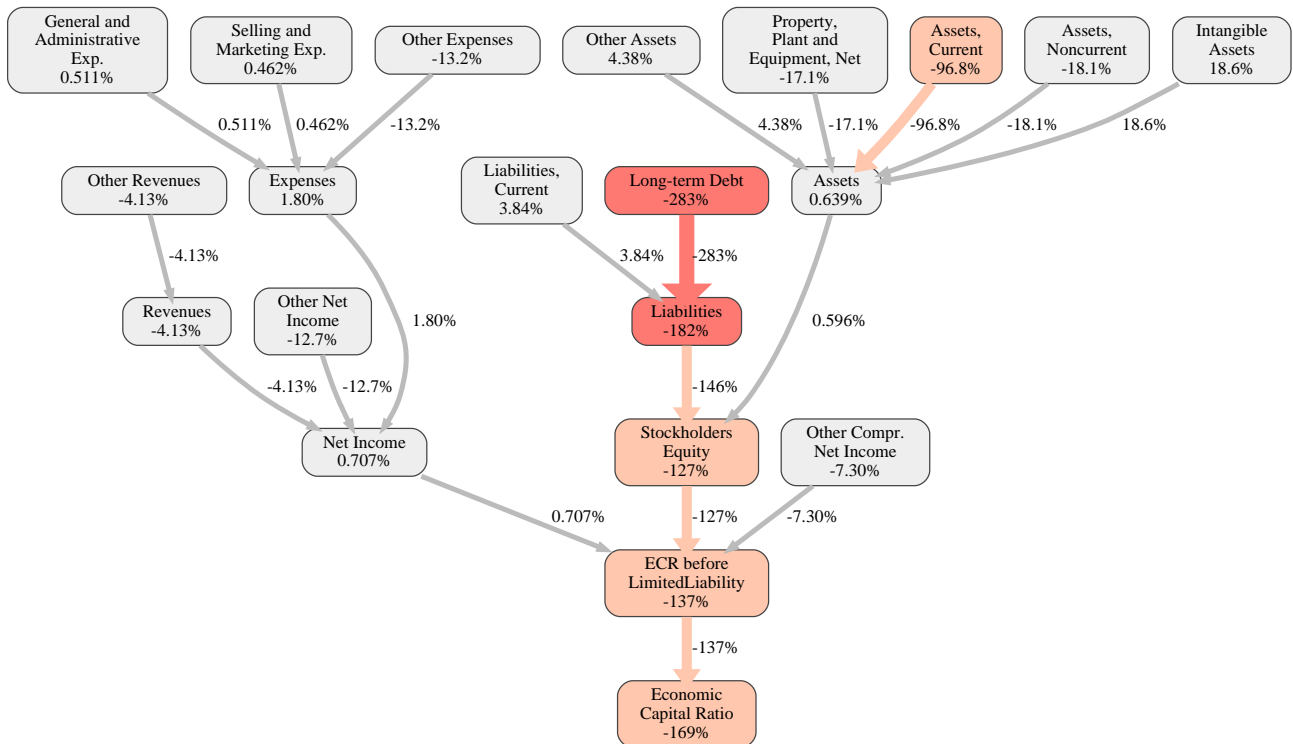 General and
Administrative
Exp.
0.511%
Selling and
Marketing Exp.
0.462%
Other Expenses
-13.2%
Other Assets
4.38%
Property,
Plant and
Equipment, Net
-17.1%
Assets,
Current
-96.8%
Assets,
Noncurrent
-18.1%
Intangible
Assets
18.6%
0.511%
0.462%
-13.2%
4.38%
-17.1%
-96.8%
-18.1%
18.6%
Other Revenues
-4.13%
Expenses
1.80%
Liabilities,
Current
3.84%
Long-term Debt
-283%
Assets
0.639%
-4.13%
3.84%
-283%
Revenues
-4.13%
Other Net
Income
-12.7%
1.80%
Liabilities
-182%
0.596%
-4.13%
-12.7%
-146%
Net Income
0.707%
Stockholders
Equity
-127%
Other Compr.
Net Income
-7.30%
0.707%
-127%
-7.30%
ECR before
LimitedLiability
-137%
-137%
Economic
Capital Ratio
-169%